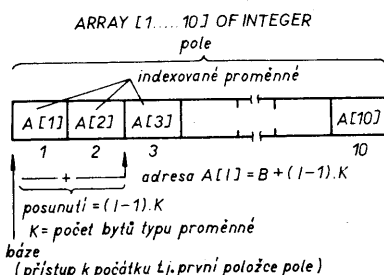 ARRAY [1.....10] OF INTEGER
pole
indexované proměnné
A[1] A[2] A[3] A[10]
1 2 3 10
+ adresa A[I] = B + (I-1).K
posunutí = (I-1).K
K = počet bytů typu proměnné
báze
(přístup k počátku t.j. první položce pole)